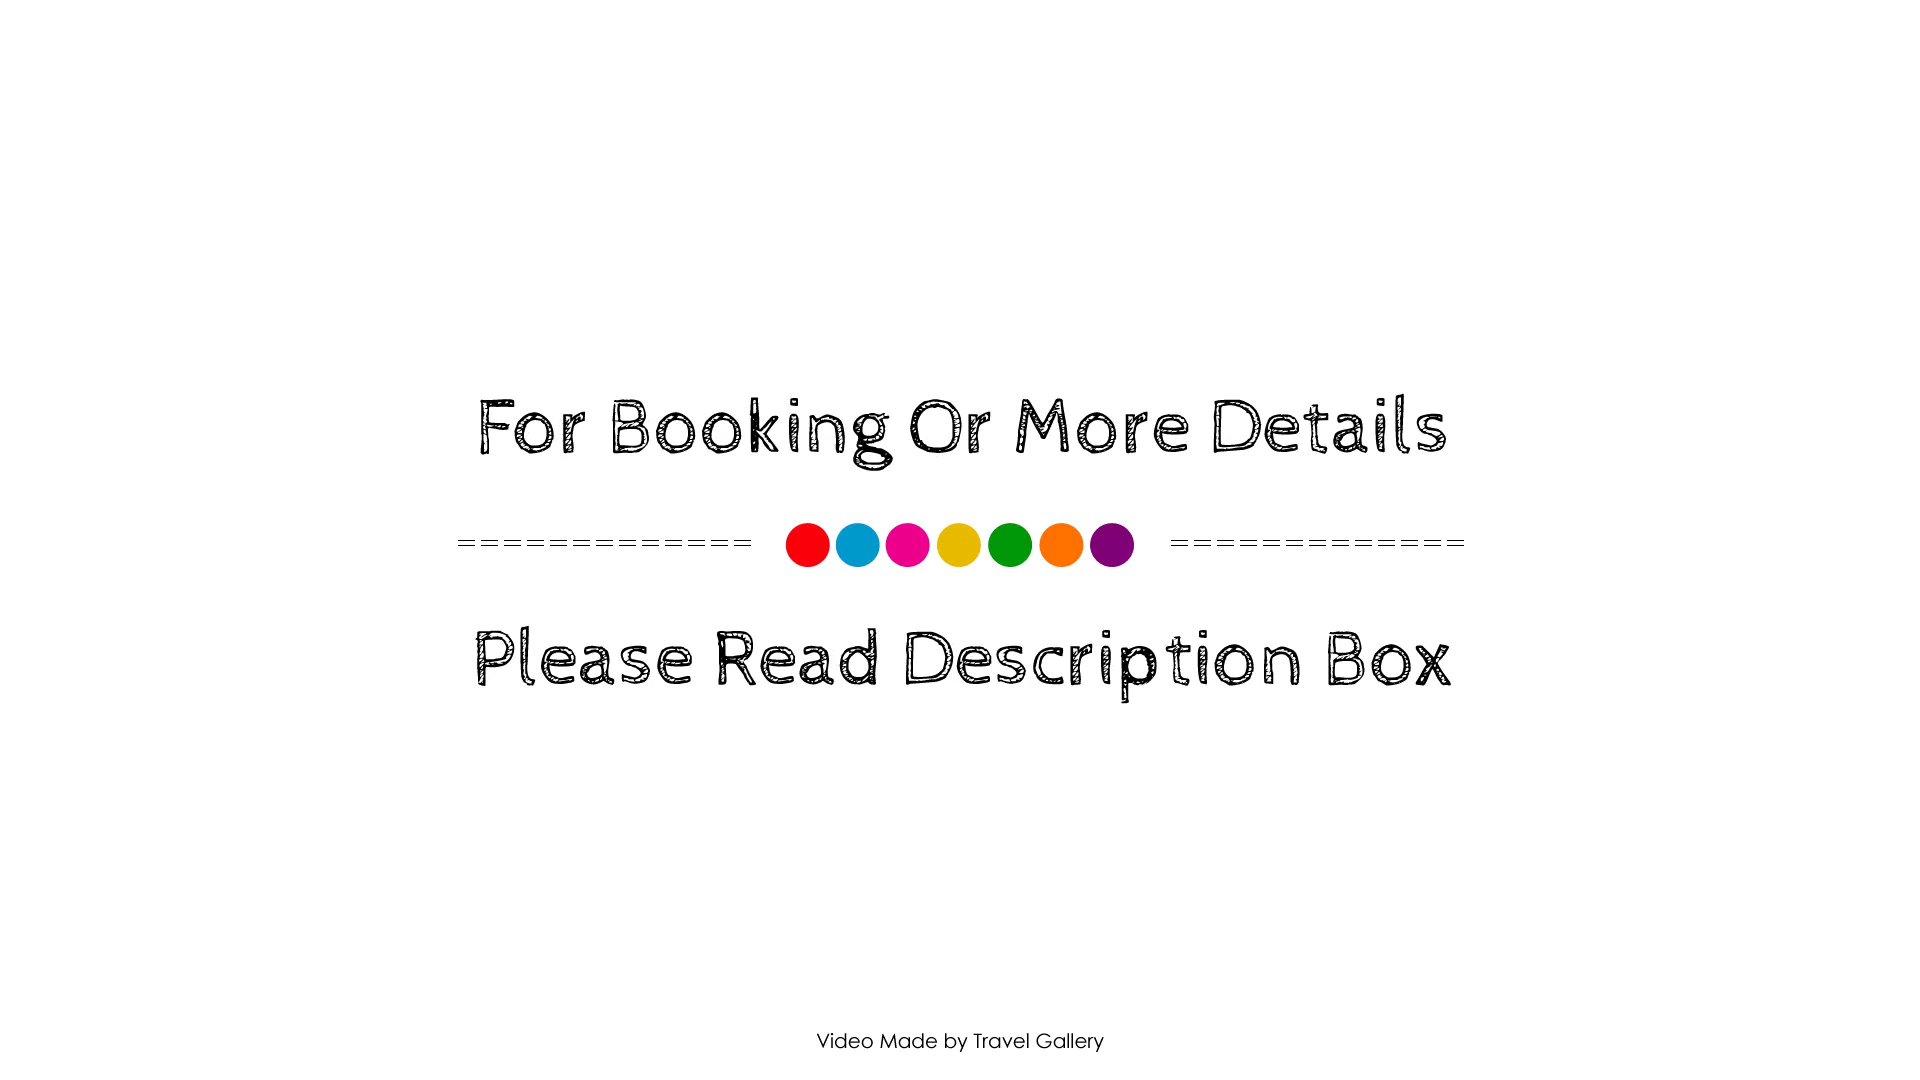 For Booking Or More Details
============= =============
Please Read Description Box
Video Made by Travel Gallery